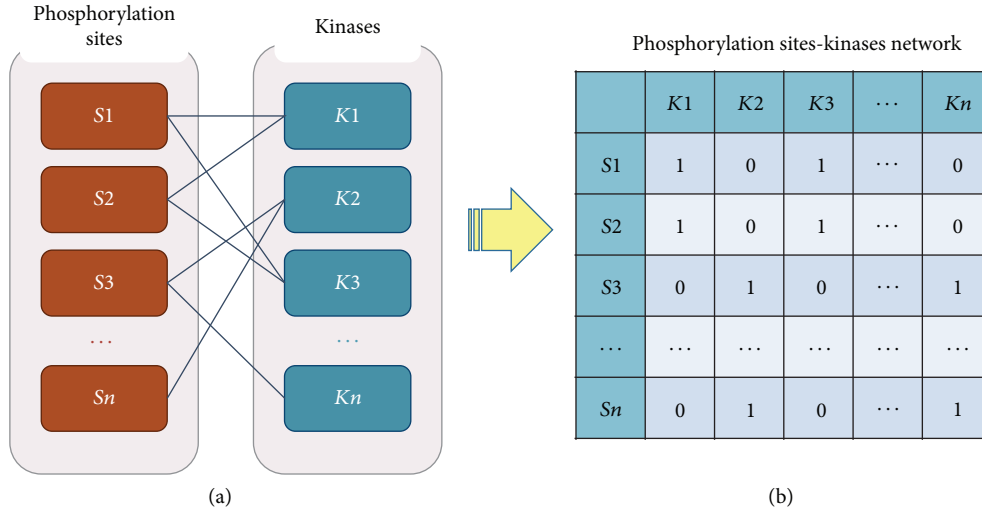 Phosphorylation
sites
Kinases
S1
S2
S3
...
Sn
K1
K2
K3
...
Kn
(a)
Phosphorylation sites-kinases network
K1 K2 K3 ... Kn
S1 1 0 1 ... 0
S2 1 0 1 ... 0
S3 0 1 0 ... 1
... ... ... ... ... ...
Sn 0 1 0 ... 1
(b)